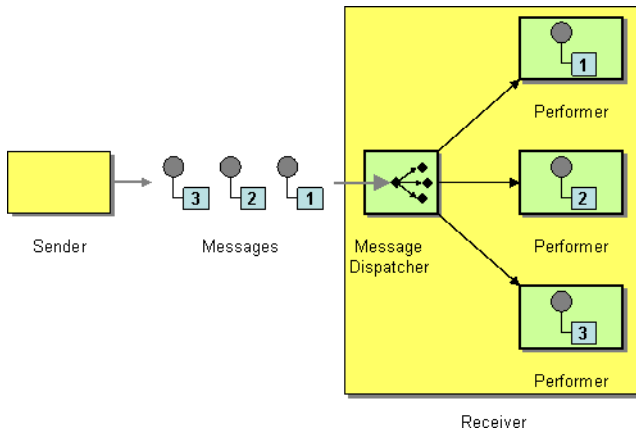 1
Performer
3
2
1
2
Sender
Messages
Message
Dispatcher
Performer
3
Performer
Receiver